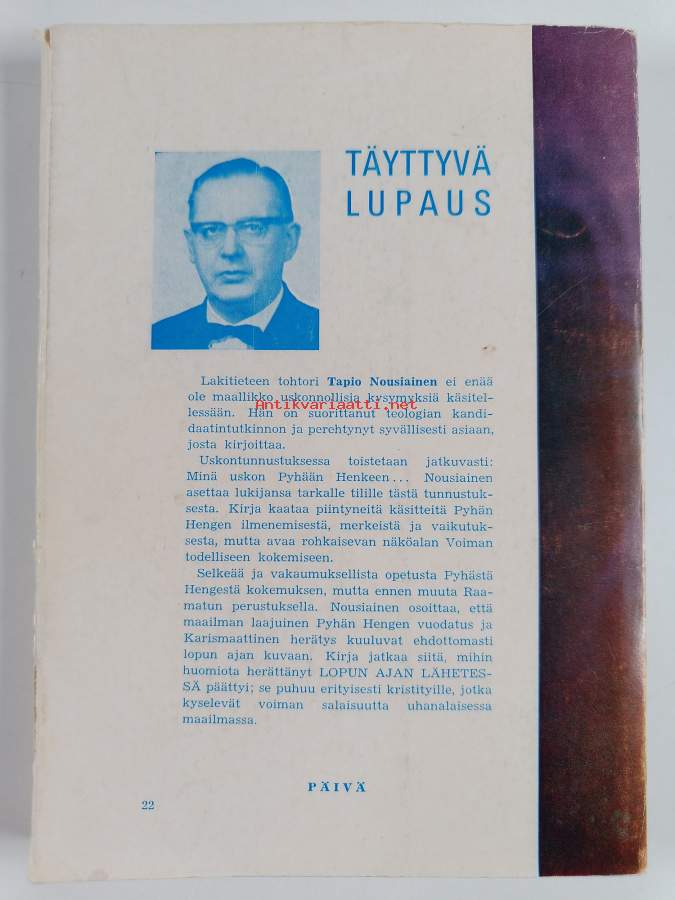 TÄYTTYVÄ
LUPAUS
Lakitieteen tohtori Tapio Nousiainen ei enää
ole maallikko uskonnollisia kysymyksiä käsitel-
lessään. Hän on suorittanut teologian kandi-
Antikvariaatti.net
daatintutkinnon ja perehtynyt syvällisesti asiaan,
josta kirjoittaa.
Uskontunnustuksessa toistetaan jatkuvasti:
Minä uskon Pyhään Henkeen... Nousiainen
asettaa lukijansa tarkalle tilille tästä tunnustuk-
sesta. Kirja kaataa piintyneitä käsitteitä Pyhän
Hengen ilmenemisestä, merkeistä ja vaikutuk-
sesta, mutta avaa rohkaisevan näköalan Voiman
todelliseen kokemiseen.
Selkeää ja vakaumuksellista opetusta Pyhästä
Hengestä kokemuksen, mutta ennen muuta Raa-
matun perustuksella. Nousiainen osoittaa, että
maailman laajuinen Pyhän Hengen vuodatus ja
Karismaattinen herätys kuuluvat ehdottomasti
lopun ajan kuvaan. Kirja jatkaa siitä, mihin
huomiota herättänyt LOPUN AJAN LÄHETES-
SÄ päättyi; se puhuu erityisesti kristityille, jotka
kyselevät voiman salaisuutta uhanalaisessa
maailmassa.
PÄIVÄ
22